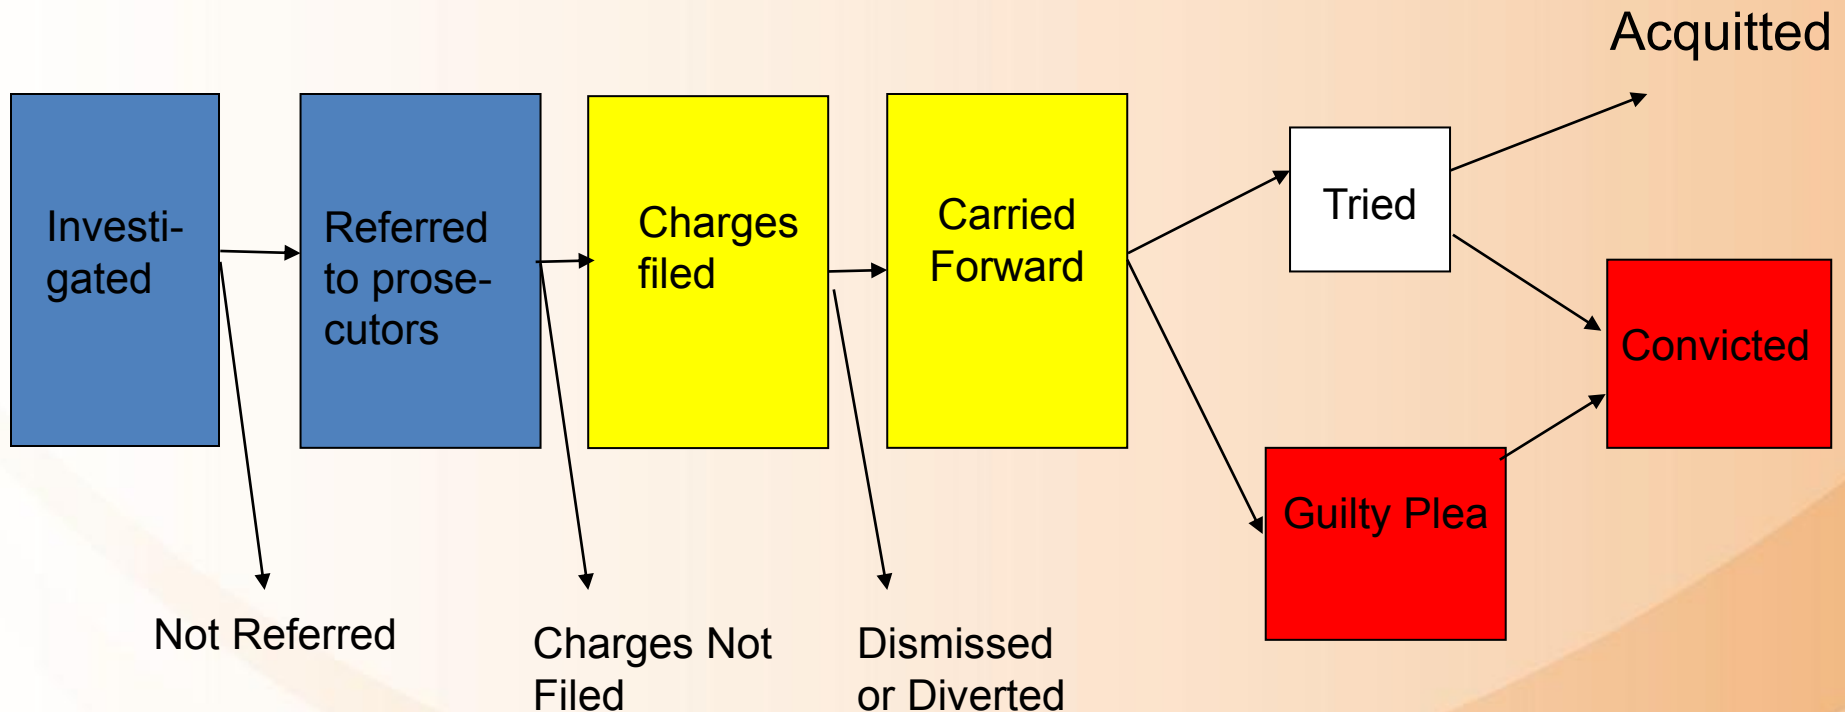 Acquitted
Investi-
gated
Referred
to prose-
cutors
Charges
filed
Carried
Forward
Tried
Convicted
Guilty Plea
Not Referred
Charges Not
Filed
Dismissed
or Diverted